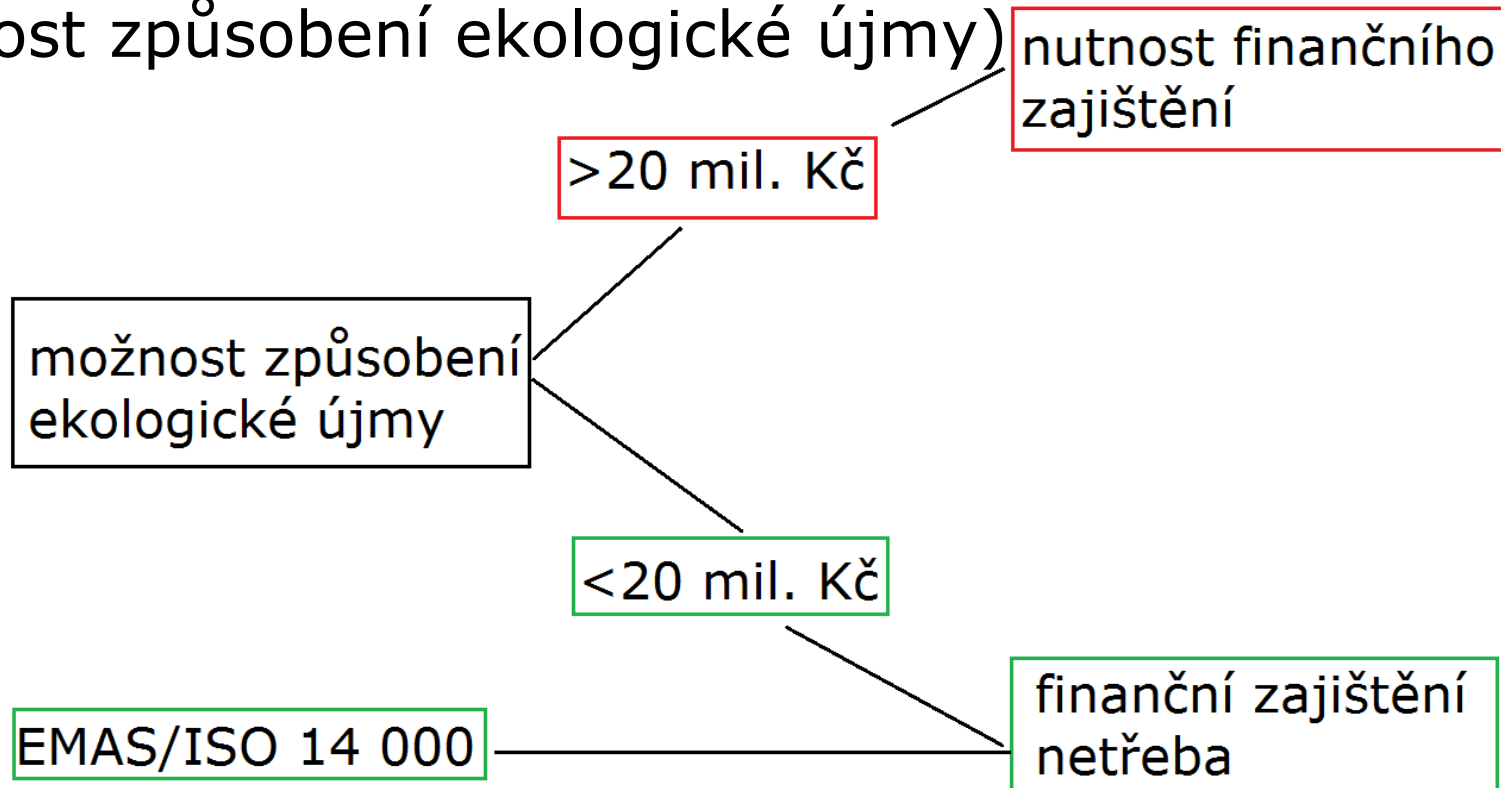 ost způsobení ekologické újmy)
nutnost finančního
zajištění
>20 mil. Kč
možnost způsobení
ekologické újmy
<20 mil. Kč
finanční zajištění
netřeba
EMAS/ISO 14 000